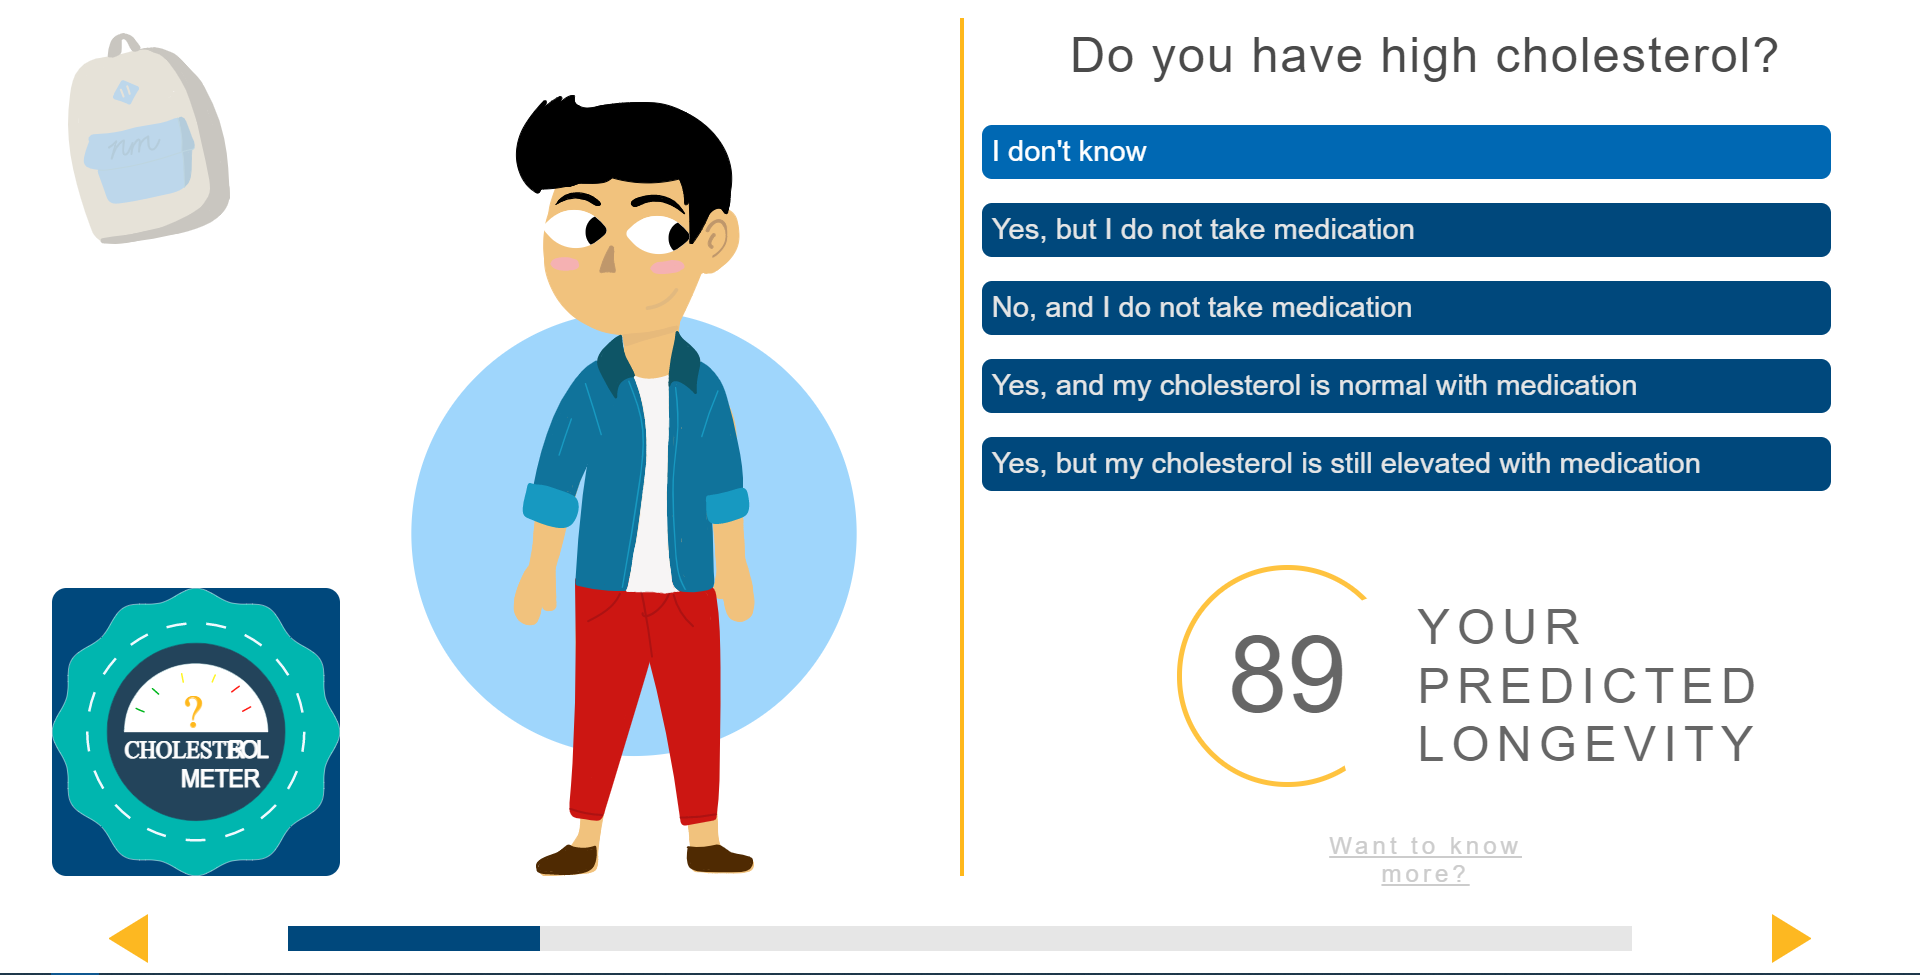 nm
Do you have high cholesterol?
I don't know
Yes, but I do not take medication
No, and I do not take medication
Yes, and my cholesterol is normal with medication
Yes, but my cholesterol is still elevated with medication
?
CHOLESTEROL
METER
89
YOUR
PREDICTED
LONGEVITY
Want to know
more?